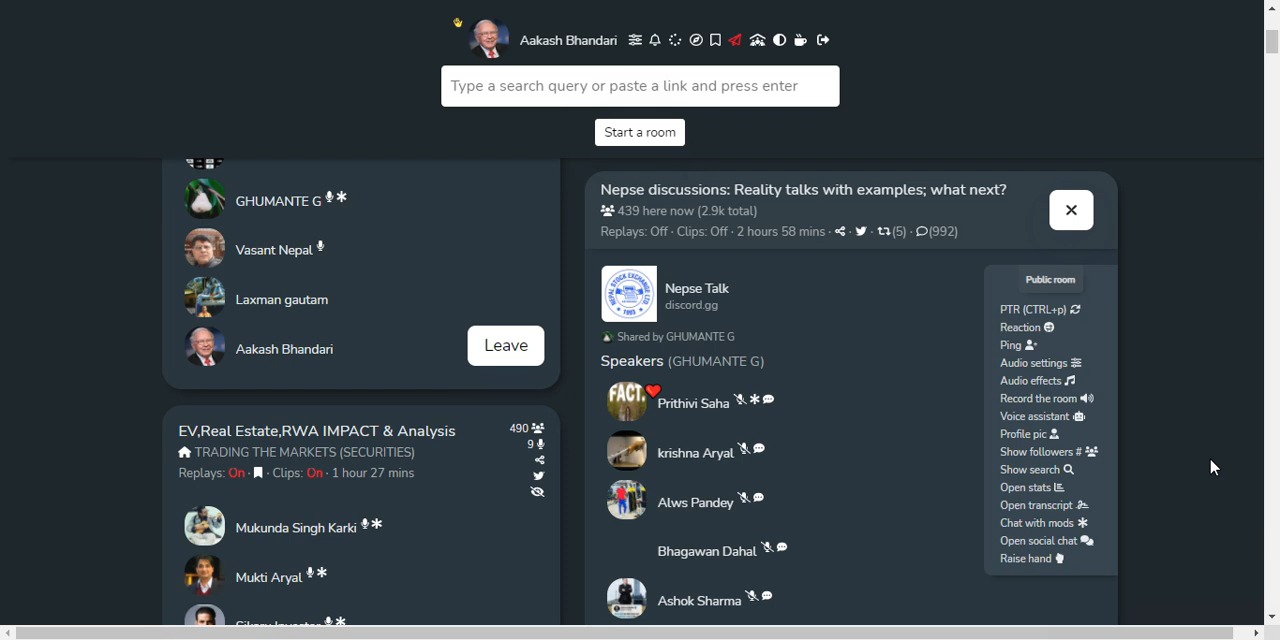 Aakash Bhandari
Type a search query or paste a link and press enter
Start a room
GHUMANTE G
Vasant Nepal
Laxman gautam
Aakash Bhandari
Leave
EV,Real Estate,RWA IMPACT & Analysis
490
TRADING THE MARKETS (SECURITIES)
9
Replays: On · Clips: On · 1 hour 27 mins
Mukunda Singh Karki
Mukti Aryal
Nepse discussions: Reality talks with examples; what next?
439 here now (2.9k total)
Replays: Off · Clips: Off · 2 hours 58 mins · · · (5) · (992)
Nepse Talk
discord.gg
Shared by GHUMANTE G
Speakers (GHUMANTE G)
FACT.
Prithivi Saha
krishna Aryal
Alws Pandey
Bhagawan Dahal
Ashok Sharma
Public room
PTR (CTRL+p)
Reaction
Ping
Audio settings
Audio effects
Record the room
Voice assistant
Profile pic
Show followers #
Show search
Open stats
Open transcript
Chat with mods
Open social chat
Raise hand